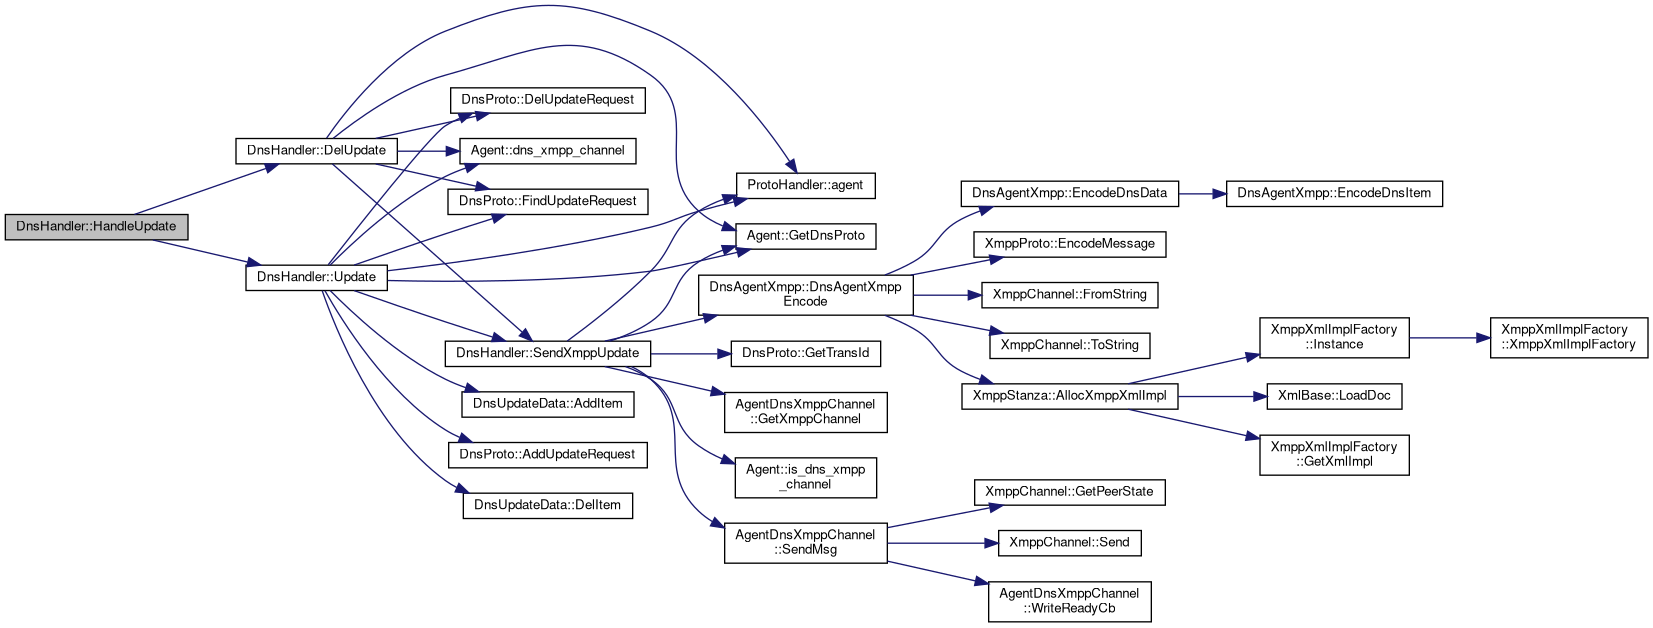 DnsHandler::HandleUpdate
DnsHandler::DelUpdate
DnsHandler::Update
DnsProto::DelUpdateRequest
Agent::dns_xmpp_channel
DnsProto::FindUpdateRequest
DnsHandler::SendXmppUpdate
DnsUpdateData::AddItem
DnsProto::AddUpdateRequest
DnsUpdateData::DelItem
ProtoHandler::agent
Agent::GetDnsProto
DnsAgentXmpp::DnsAgentXmpp
Encode
DnsProto::GetTransId
AgentDnsXmppChannel
::GetXmppChannel
Agent::is_dns_xmpp
_channel
AgentDnsXmppChannel
::SendMsg
DnsAgentXmpp::EncodeDnsData
XmppProto::EncodeMessage
XmppChannel::FromString
XmppChannel::ToString
XmppStanza::AllocXmppXmlImpl
XmppChannel::GetPeerState
XmppChannel::Send
AgentDnsXmppChannel
::WriteReadyCb
DnsAgentXmpp::EncodeDnsItem
XmppXmlImplFactory
::Instance
XmlBase::LoadDoc
XmppXmlImplFactory
::GetXmlImpl
XmppXmlImplFactory
::XmppXmlImplFactory